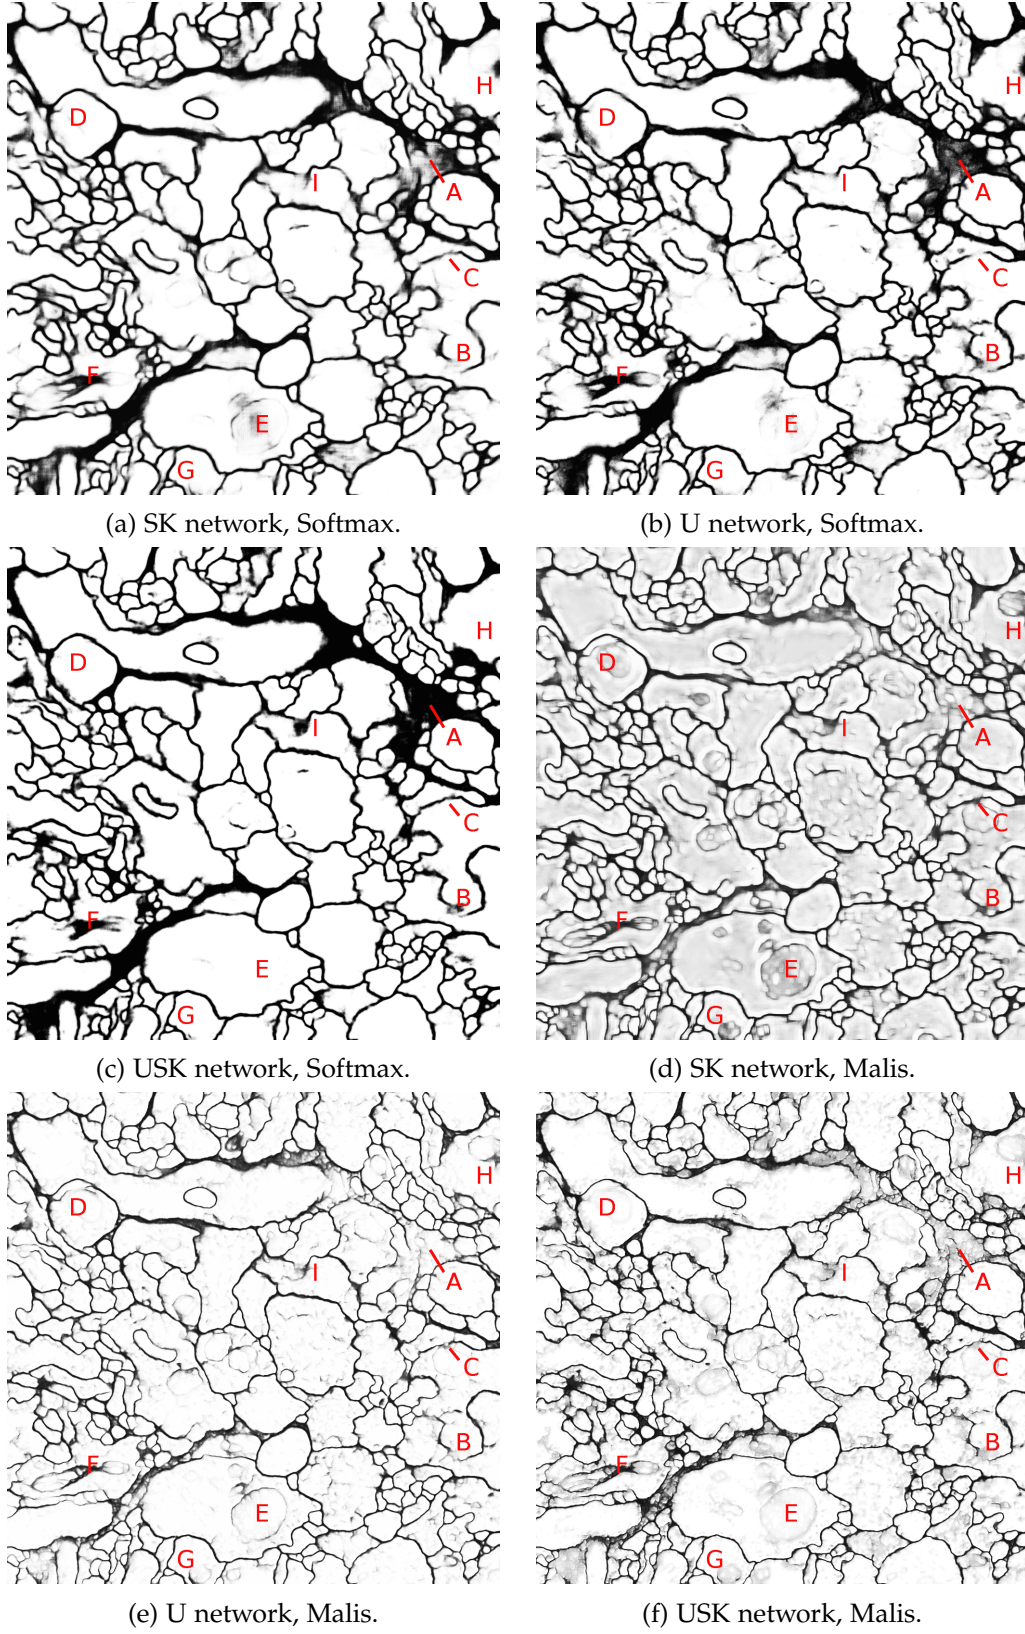 H
D
A
I
C
B
F
E
G
H
D
A
I
C
B
F
E
G
(a) SK network, Softmax.
(b) U network, Softmax.
H
D
A
I
C
B
F
E
G
H
D
A
I
C
B
F
E
G
(c) USK network, Softmax.
(d) SK network, Malis.
H
D
A
I
C
B
F
E
G
H
D
A
I
C
B
F
E
G
(e) U network, Malis.
(f) USK network, Malis.